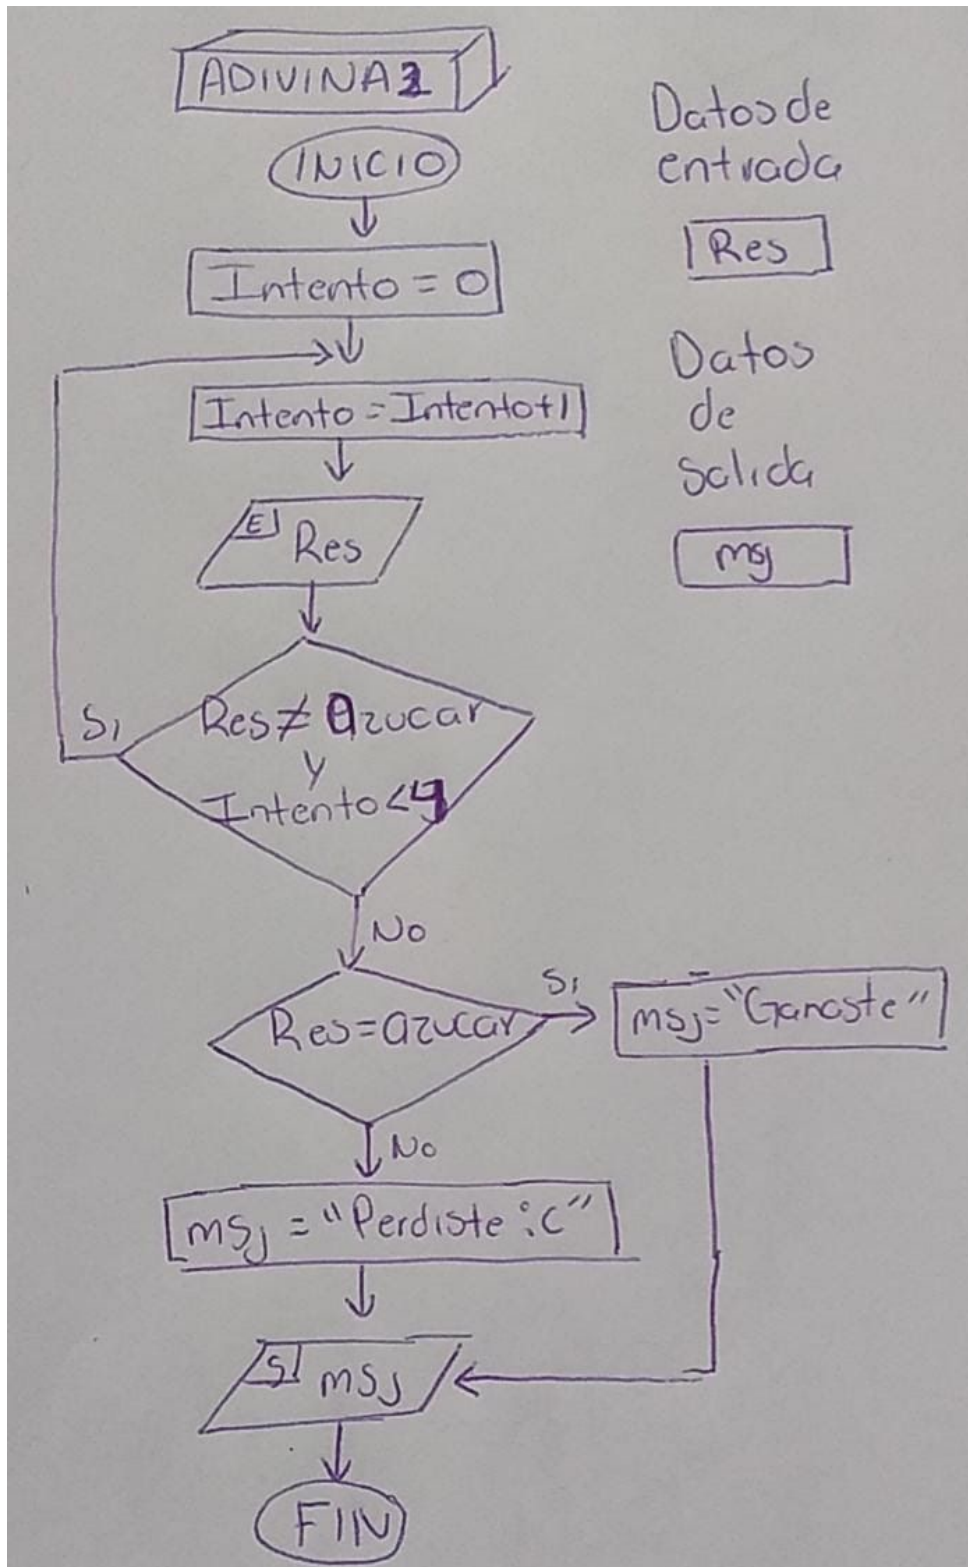 ADIVINA2
INICIO
Intento = 0
Intento = Intento+1
E
Res
Res ≠ azucar
y
Intento < 4
Si
No
Res = azucar
Si
msj = "Ganaste"
No
msj = "Perdiste :C"
S
msj
FIN
Datos de
entrada
Res
Datos
de
salida
msj